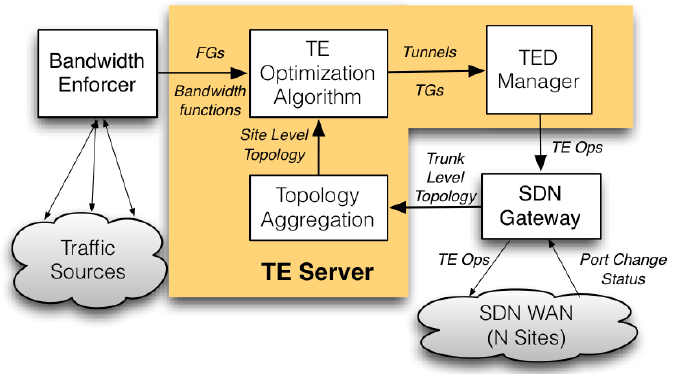 Bandwidth
Enforcer
FGs
Bandwidth
functions
TE
Optimization
Algorithm
Tunnels
TGs
TED
Manager
Site Level
Topology
Trunk
Level
Topology
TE Ops
Topology
Aggregation
SDN
Gateway
Traffic
Sources
TE Server
TE Ops
Port Change
Status
SDN WAN
(N Sites)